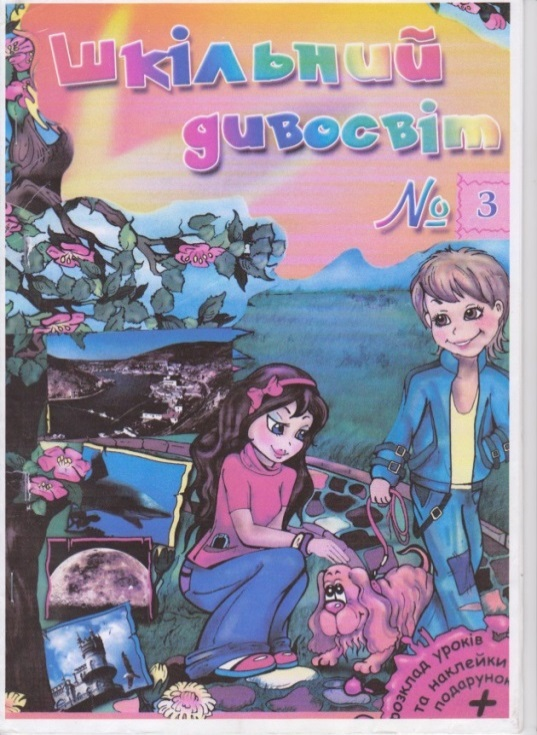 Шкільний
дивосвіт
№ 3
розклад уроків
та наклейки
подарунок
+